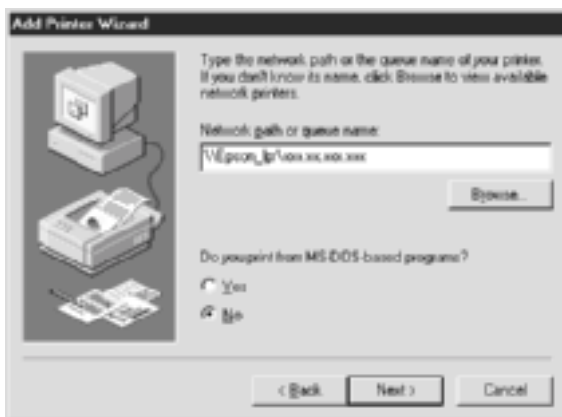 Add Printer Wizard
Type the network path or the queue name of your printer.
If you don't know its name, click Browse to view available
network printers.
Network path or queue name:
\\Epson_lpr\xxx.xx.xxx.xxx
Browse...
Do you print from MS-DOS-based programs?
Yes
No
< Back
Next >
Cancel